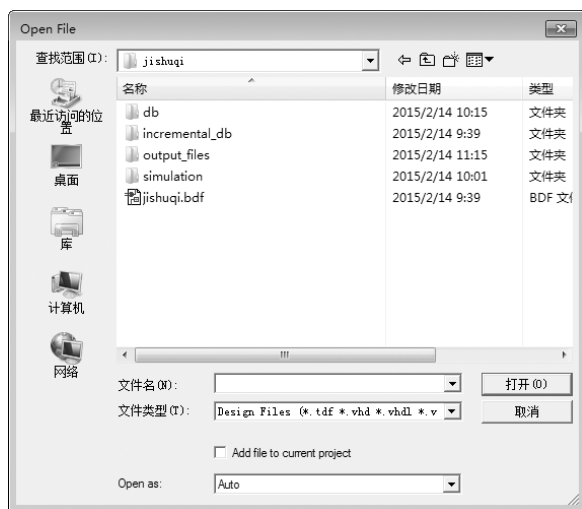 Open File
查找范围(I):
jishuqi
名称
修改日期
类型
最近访问的位置
桌面
库
计算机
网络
db
2015/2/14 10:15
文件夹
incremental_db
2015/2/14 9:39
文件夹
output_files
2015/2/14 11:15
文件夹
simulation
2015/2/14 10:01
文件夹
jishuqi.bdf
2015/2/14 9:39
BDF 文件
文件名(N):
打开(O)
文件类型(T):
Design Files (*.tdf *.vhd *.vhdl *.v
取消
Add file to current project
Open as:
Auto